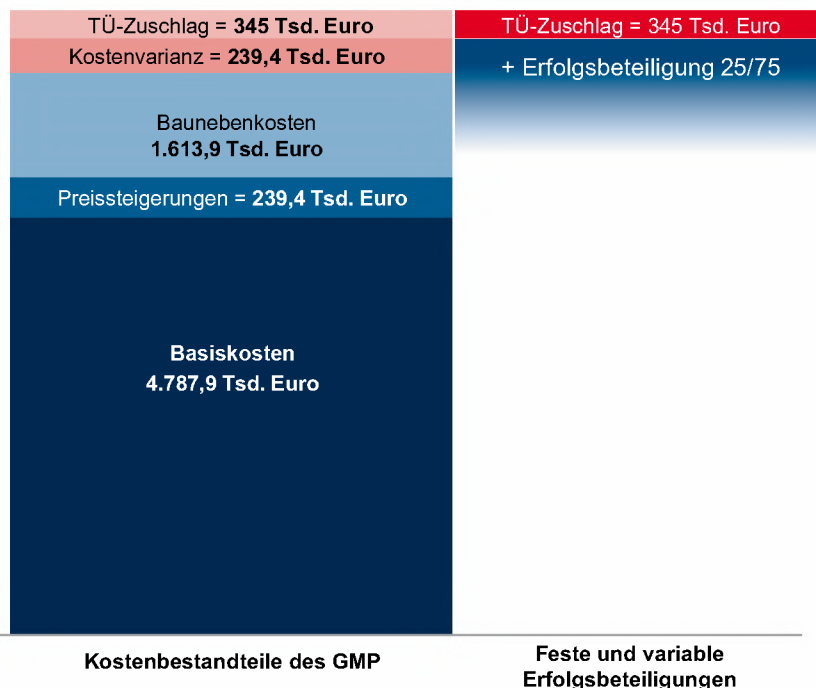 TÜ-Zuschlag = 345 Tsd. Euro
Kostenvarianz = 239,4 Tsd. Euro
Baunebenkosten
1.613,9 Tsd. Euro
Preissteigerungen = 239,4 Tsd. Euro
Basiskosten
4.787,9 Tsd. Euro
Kostenbestandteile des GMP
TÜ-Zuschlag = 345 Tsd. Euro
+ Erfolgsbeteiligung 25/75
Feste und variable
Erfolgsbeteiligungen